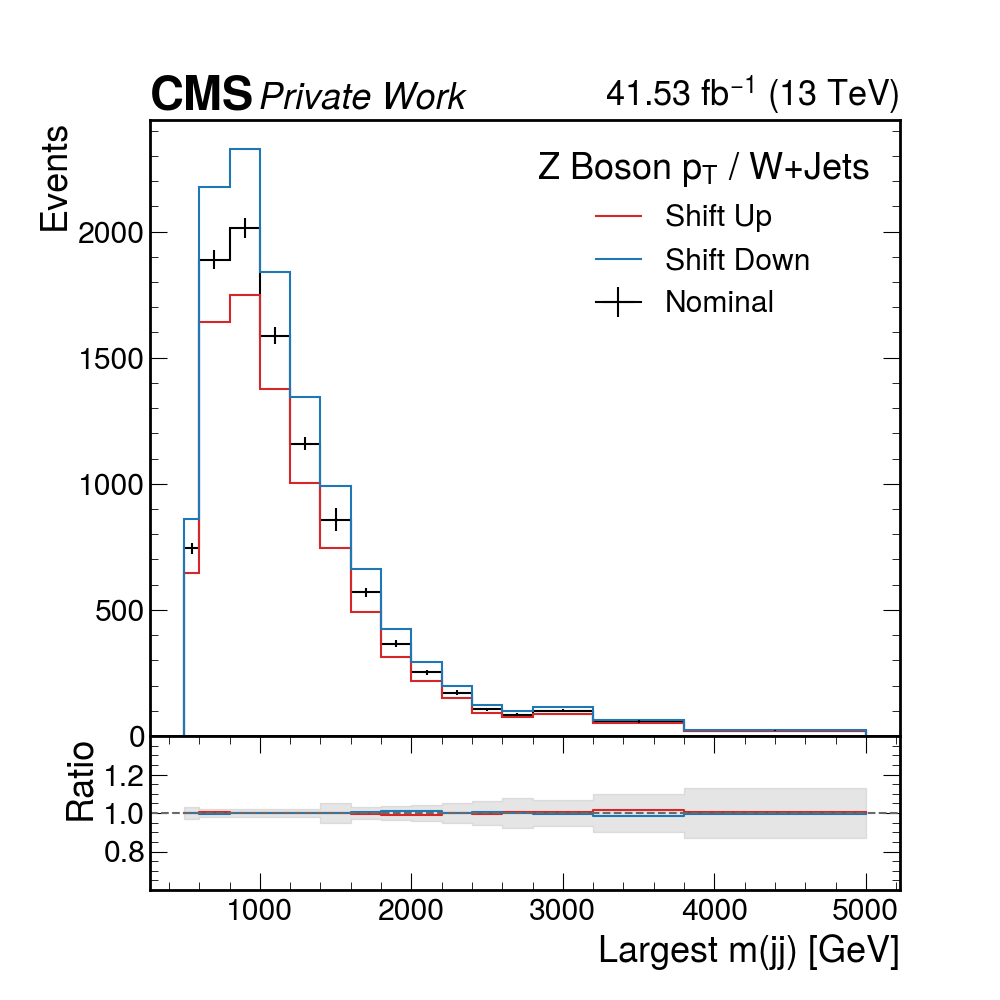 CMS Private Work 41.53 fb⁻¹ (13 TeV)
Events
Z Boson p_T / W+Jets
Shift Up
Shift Down
Nominal
2000
1500
1000
500
0
Ratio
1.2
1.0
0.8
1000 2000 3000 4000 5000
Largest m(jj) [GeV]